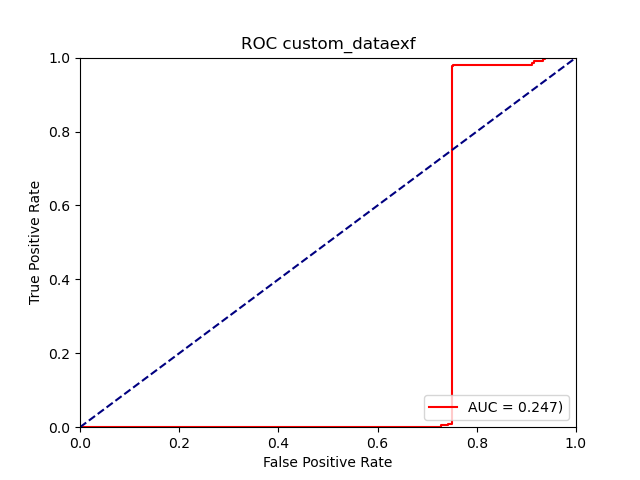 ROC custom_dataexf
1.0
0.8
0.6
0.4
0.2
0.0
True Positive Rate
AUC = 0.247)
0.0 0.2 0.4 0.6 0.8 1.0
False Positive Rate